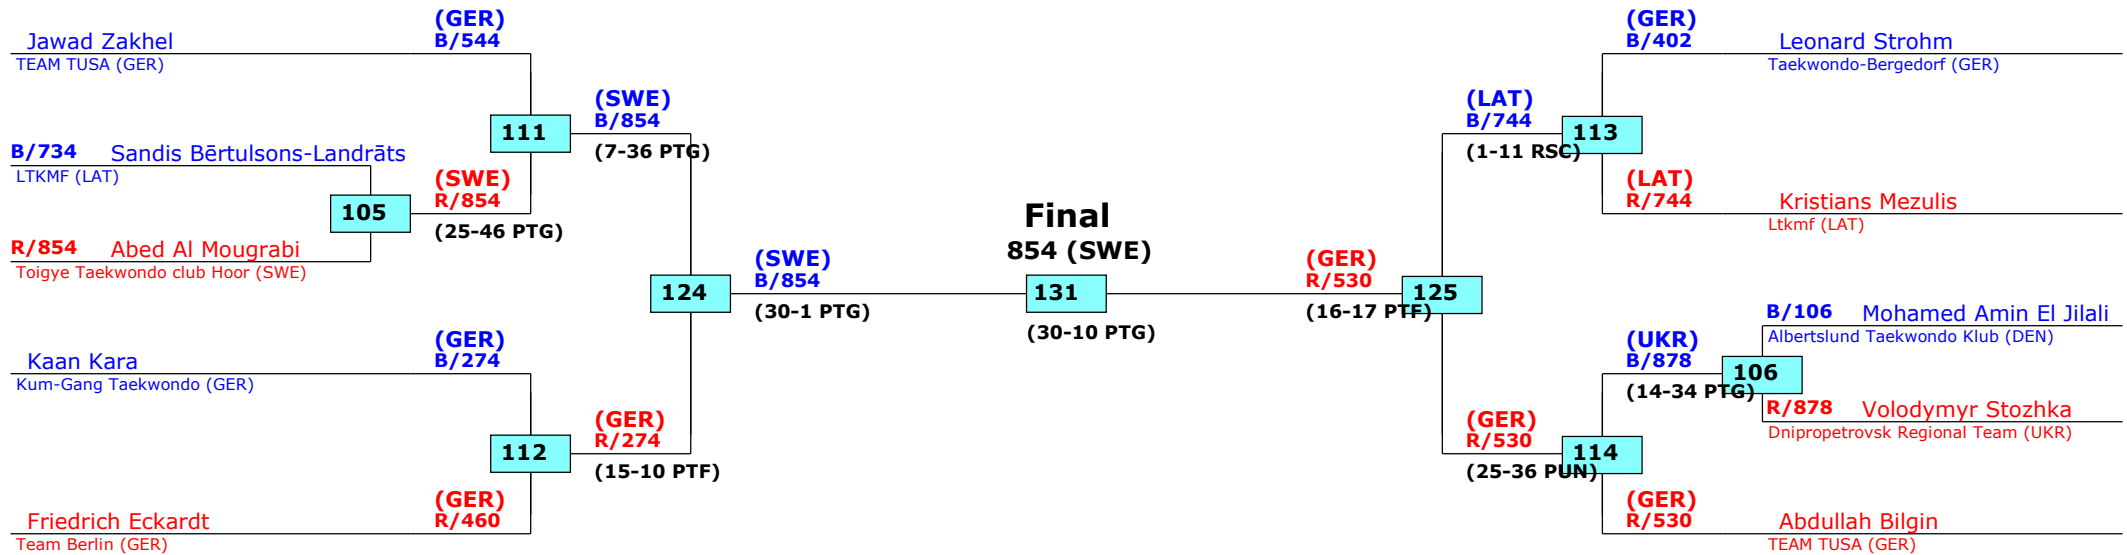 (GER)
B/544
Jawad Zakhel
TEAM TUSA (GER)
111
(SWE)
B/854
(7-36 PTG)
B/734 Sandis Bērtulsons-Landrāts
LTKMF (LAT)
105
(SWE)
R/854
(25-46 PTG)
R/854 Abed Al Mougrabi
Toigye Taekwondo club Hoor (SWE)
124
(SWE)
B/854
(30-1 PTG)
(GER)
B/274
Kaan Kara
Kum-Gang Taekwondo (GER)
112
(GER)
R/274
(15-10 PTF)
(GER)
R/460
Friedrich Eckardt
Team Berlin (GER)
Final
854 (SWE)
131
(30-10 PTG)
(GER)
B/402
Leonard Strohm
Taekwondo-Bergedorf (GER)
(LAT)
B/744
113
(1-11 RSC)
(LAT)
R/744
Kristians Mezulis
Ltkmf (LAT)
(GER)
R/530
125
(16-17 PTF)
B/106 Mohamed Amin El Jilali
Albertslund Taekwondo Klub (DEN)
(UKR)
B/878
106
(14-34 PTG)
R/878 Volodymyr Stozhka
Dnipropetrovsk Regional Team (UKR)
(GER)
R/530
114
(25-36 PUN)
(GER)
R/530
Abdullah Bilgin
TEAM TUSA (GER)